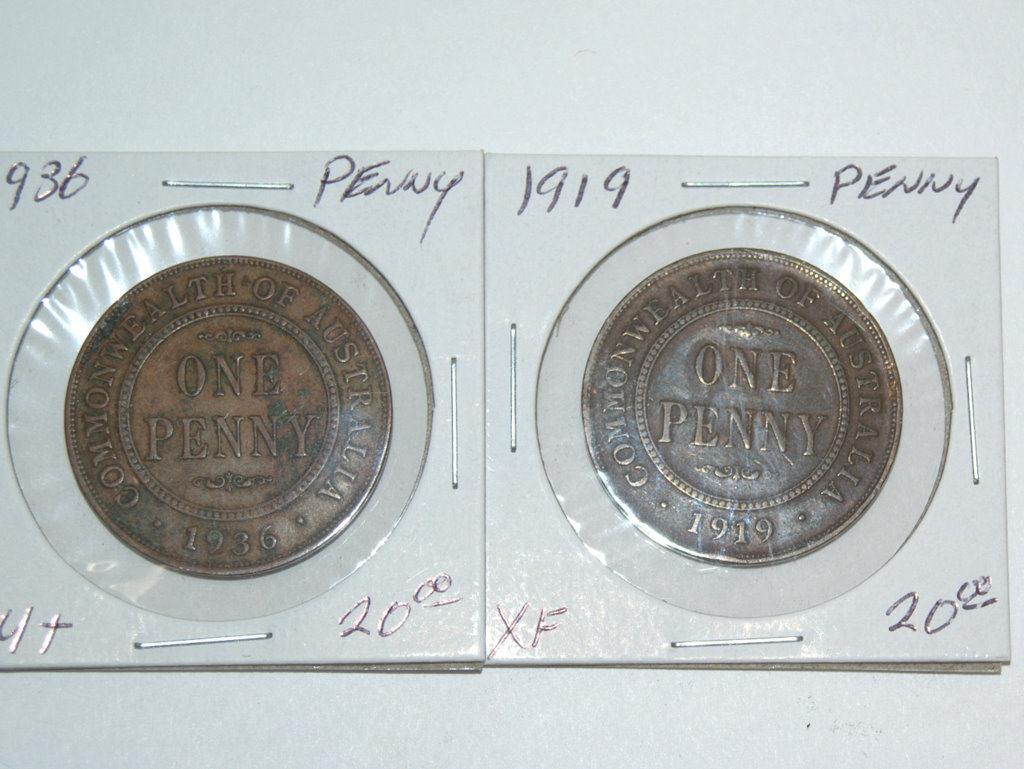 936 PENNY
COMMONWEALTH OF AUSTRALIA
ONE
PENNY
1936
20.00
1919 PENNY
COMMONWEALTH OF AUSTRALIA
ONE
PENNY
· 1919 ·
XF 20.00